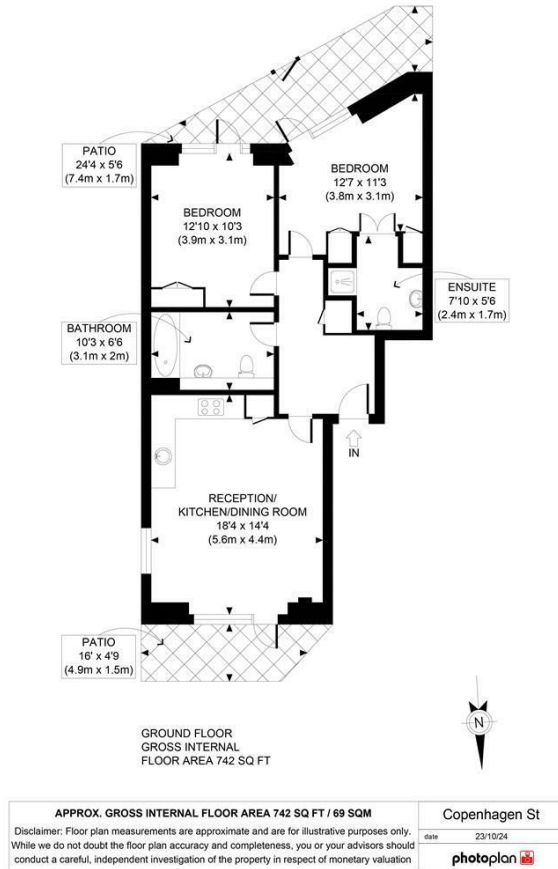 PATIO
24'4 x 5'6
(7.4m x 1.7m)
BEDROOM
12'7 x 11'3
(3.8m x 3.1m)
BEDROOM
12'10 x 10'3
(3.9m x 3.1m)
ENSUITE
7'10 x 5'6
(2.4m x 1.7m)
BATHROOM
10'3 x 6'6
(3.1m x 2m)
IN
RECEPTION/
KITCHEN/DINING ROOM
18'4 x 14'4
(5.6m x 4.4m)
PATIO
16' x 4'9
(4.9m x 1.5m)
GROUND FLOOR
GROSS INTERNAL
FLOOR AREA 742 SQ FT
N
APPROX. GROSS INTERNAL FLOOR AREA 742 SQ FT / 69 SQM
Disclaimer: Floor plan measurements are approximate and are for illustrative purposes only.
While we do not doubt the floor plan accuracy and completeness, you or your advisors should
conduct a careful, independent investigation of the property in respect of monetary valuation
Copenhagen St
date 23/10/24
photoplan